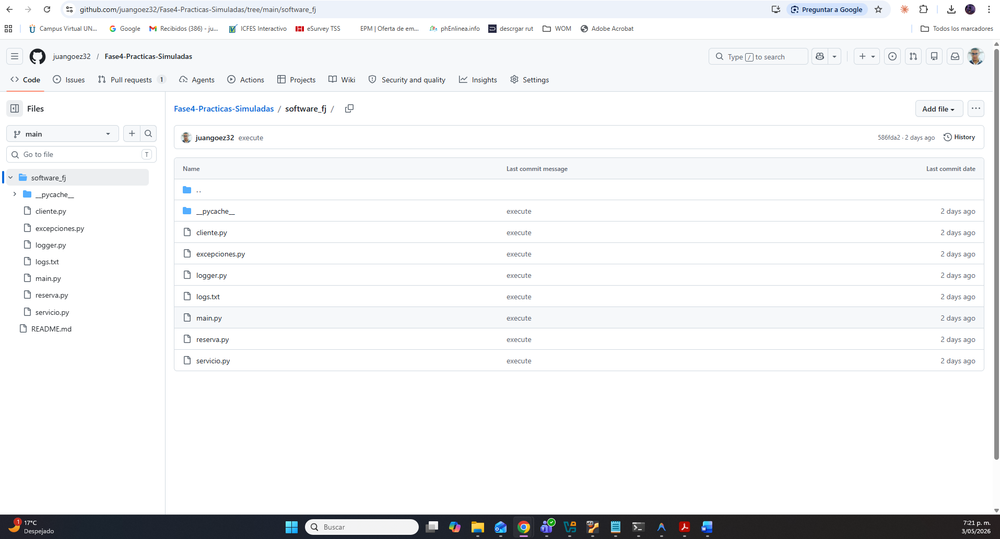 github.com/juangoez32/Fase4-Practicas-Simuladas/tree/main/software_fj
Preguntar a Google
Campus Virtual UN... Google Recibidos (386) - ju... ICFES Interactivo eSurvey TSS EPM | Oferta de em... phEnlinea.info descrgar rut WOM Adobe Acrobat Todos los marcadores
juangoez32 / Fase4-Practicas-Simuladas
Type / to search
Code Issues Pull requests 1 Agents Actions Projects Wiki Security and quality Insights Settings
Files
main
Go to file T
software_fj
__pycache__
cliente.py
excepciones.py
logger.py
logs.txt
main.py
reserva.py
servicio.py
README.md
Fase4-Practicas-Simuladas / software_fj /
Add file
juangoez32 execute
586fda2 · 2 days ago History
Name Last commit message Last commit date
..
__pycache__ execute 2 days ago
cliente.py execute 2 days ago
excepciones.py execute 2 days ago
logger.py execute 2 days ago
logs.txt execute 2 days ago
main.py execute 2 days ago
reserva.py execute 2 days ago
servicio.py execute 2 days ago
1
17°C
Despejado
Buscar
7:21 p. m.
3/05/2026